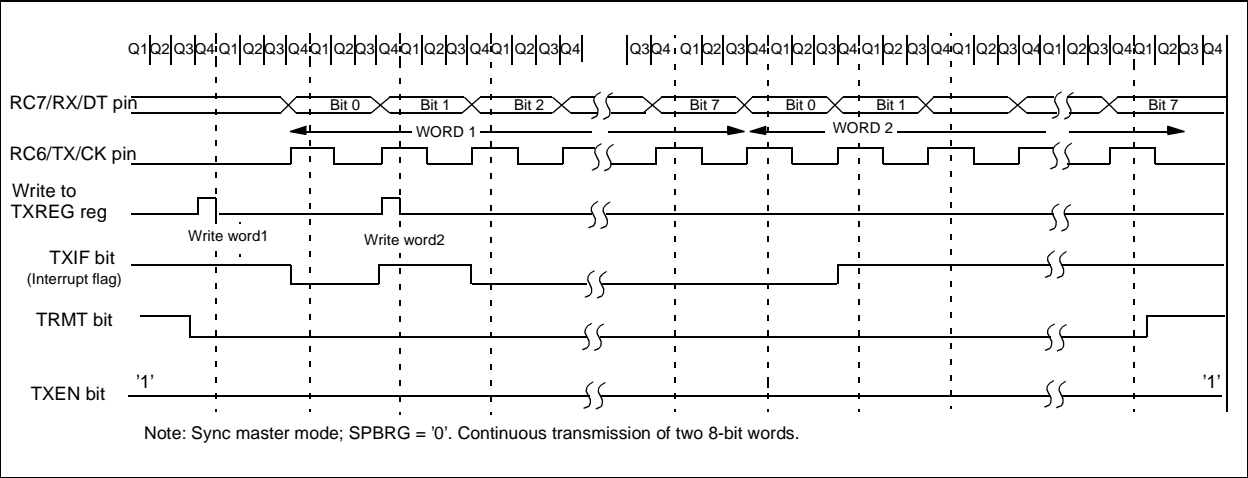 Q1 Q2 Q3 Q4 Q1 Q2 Q3 Q4 Q1 Q2 Q3 Q4 Q1 Q2 Q3 Q4 Q1 Q2 Q3 Q4 Q3 Q4 Q1 Q2 Q3 Q4 Q1 Q2 Q3 Q4 Q1 Q2 Q3 Q4 Q1 Q2 Q3 Q4 Q1 Q2 Q3 Q4 Q1 Q2 Q3 Q4
RC7/RX/DT pin
Bit 0 Bit 1 Bit 2 Bit 7 Bit 0 Bit 1 Bit 7
WORD 1 WORD 2
RC6/TX/CK pin
Write to
TXREG reg
Write word1 Write word2
TXIF bit
(Interrupt flag)
TRMT bit
TXEN bit
'1' '1'
Note: Sync master mode; SPBRG = '0'. Continuous transmission of two 8-bit words.